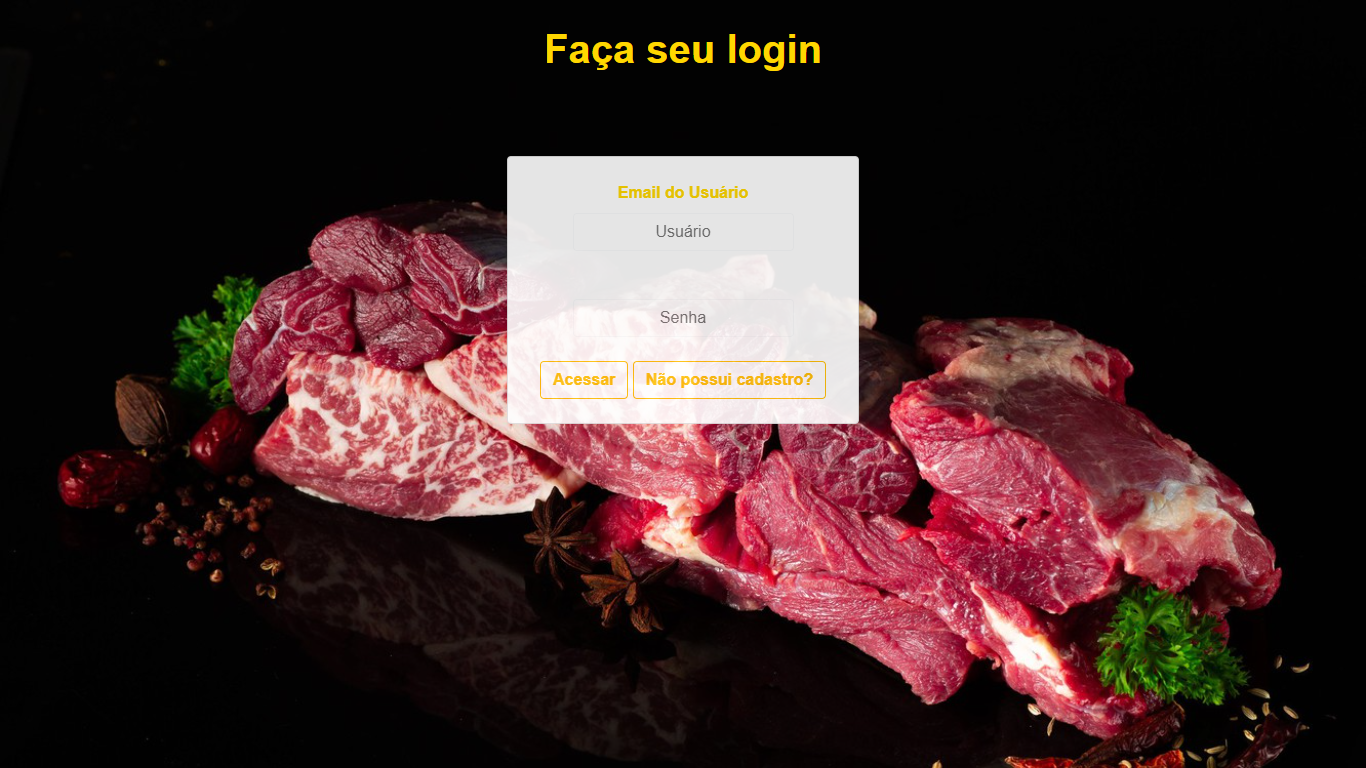 Faça seu login
Email do Usuário
Usuário
Senha
Acessar
Não possui cadastro?